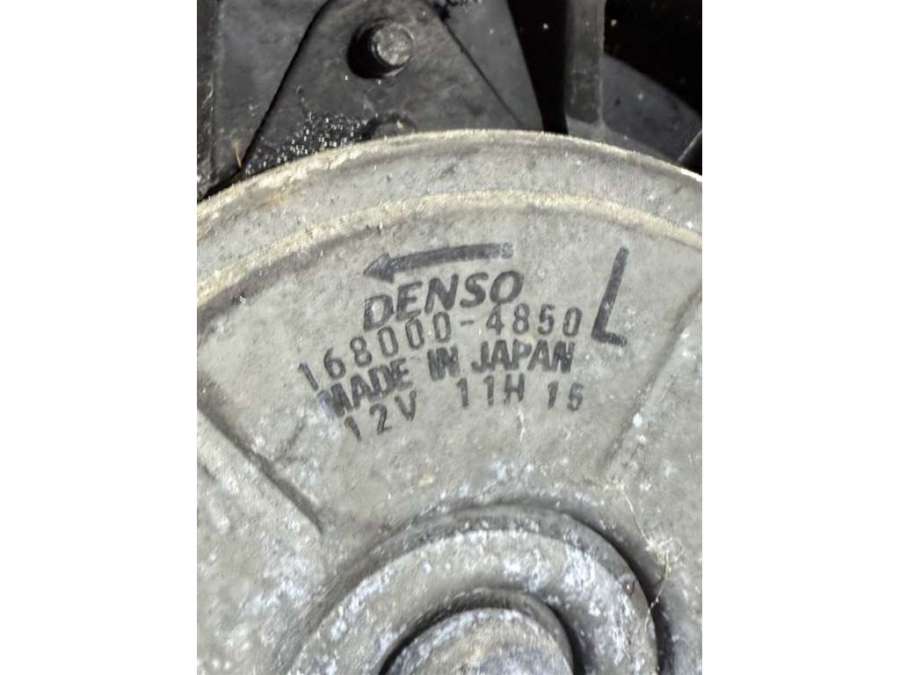 DENSO
168000-4850 L
MADE IN JAPAN
12V 11H 15